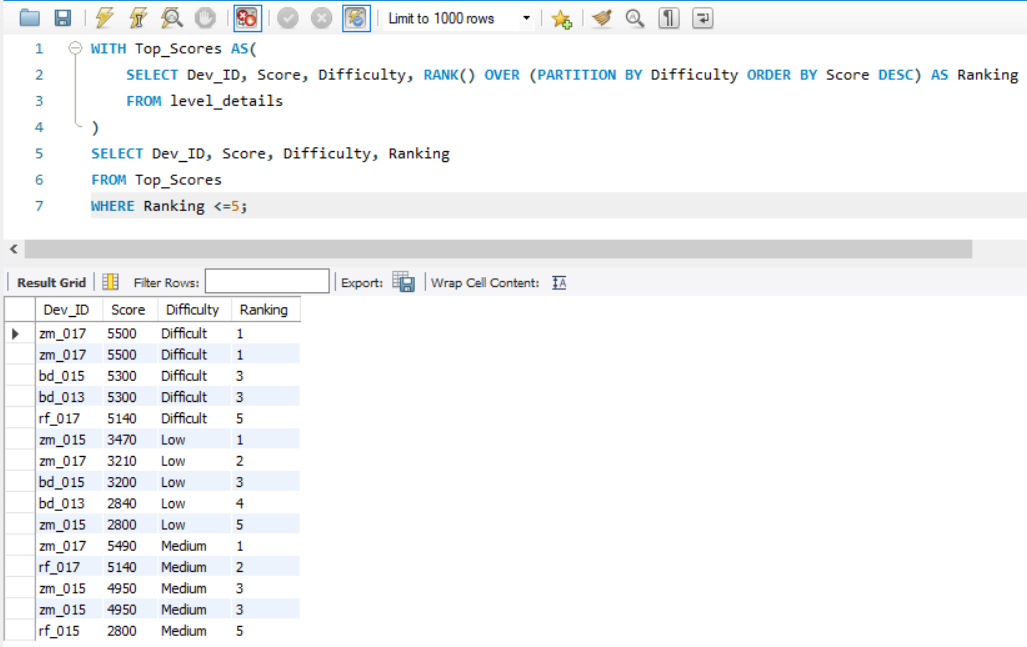 Limit to 1000 rows
1 WITH Top_Scores AS(
2 SELECT Dev_ID, Score, Difficulty, RANK() OVER (PARTITION BY Difficulty ORDER BY Score DESC) AS Ranking
3 FROM level_details
4 )
5 SELECT Dev_ID, Score, Difficulty, Ranking
6 FROM Top_Scores
7 WHERE Ranking <=5;
Result Grid Filter Rows: Export: Wrap Cell Content:
Dev_ID Score Difficulty Ranking
zm_017 5500 Difficult 1
zm_017 5500 Difficult 1
bd_015 5300 Difficult 3
bd_013 5300 Difficult 3
rf_017 5140 Difficult 5
zm_015 3470 Low 1
zm_017 3210 Low 2
bd_015 3200 Low 3
bd_013 2840 Low 4
zm_015 2800 Low 5
zm_017 5490 Medium 1
rf_017 5140 Medium 2
zm_015 4950 Medium 3
zm_015 4950 Medium 3
rf_015 2800 Medium 5